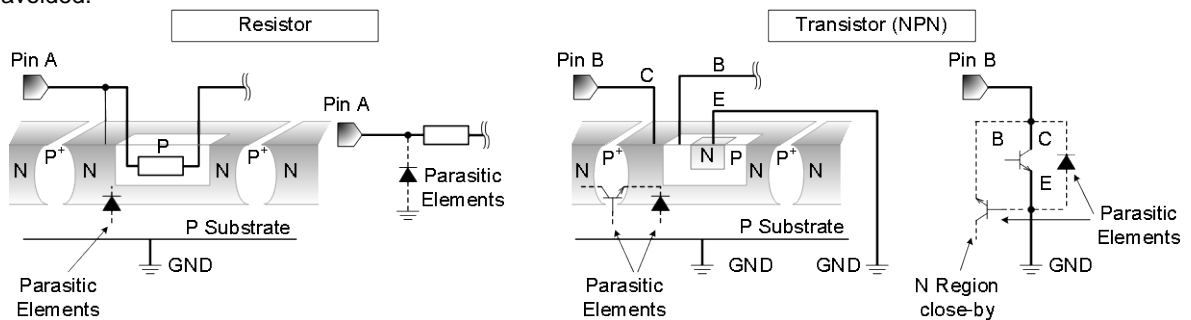 avoided.
Resistor
Transistor (NPN)
Pin A
Pin A
N
P+
N
P
N
P+
N
Parasitic
Elements
P Substrate
GND
Parasitic
Elements
Pin B
C
B
E
N
P+
N
N
P
N
P+
N
P Substrate
GND
GND
Parasitic
Elements
Pin B
B
C
E
Parasitic
Elements
GND
N Region
close-by